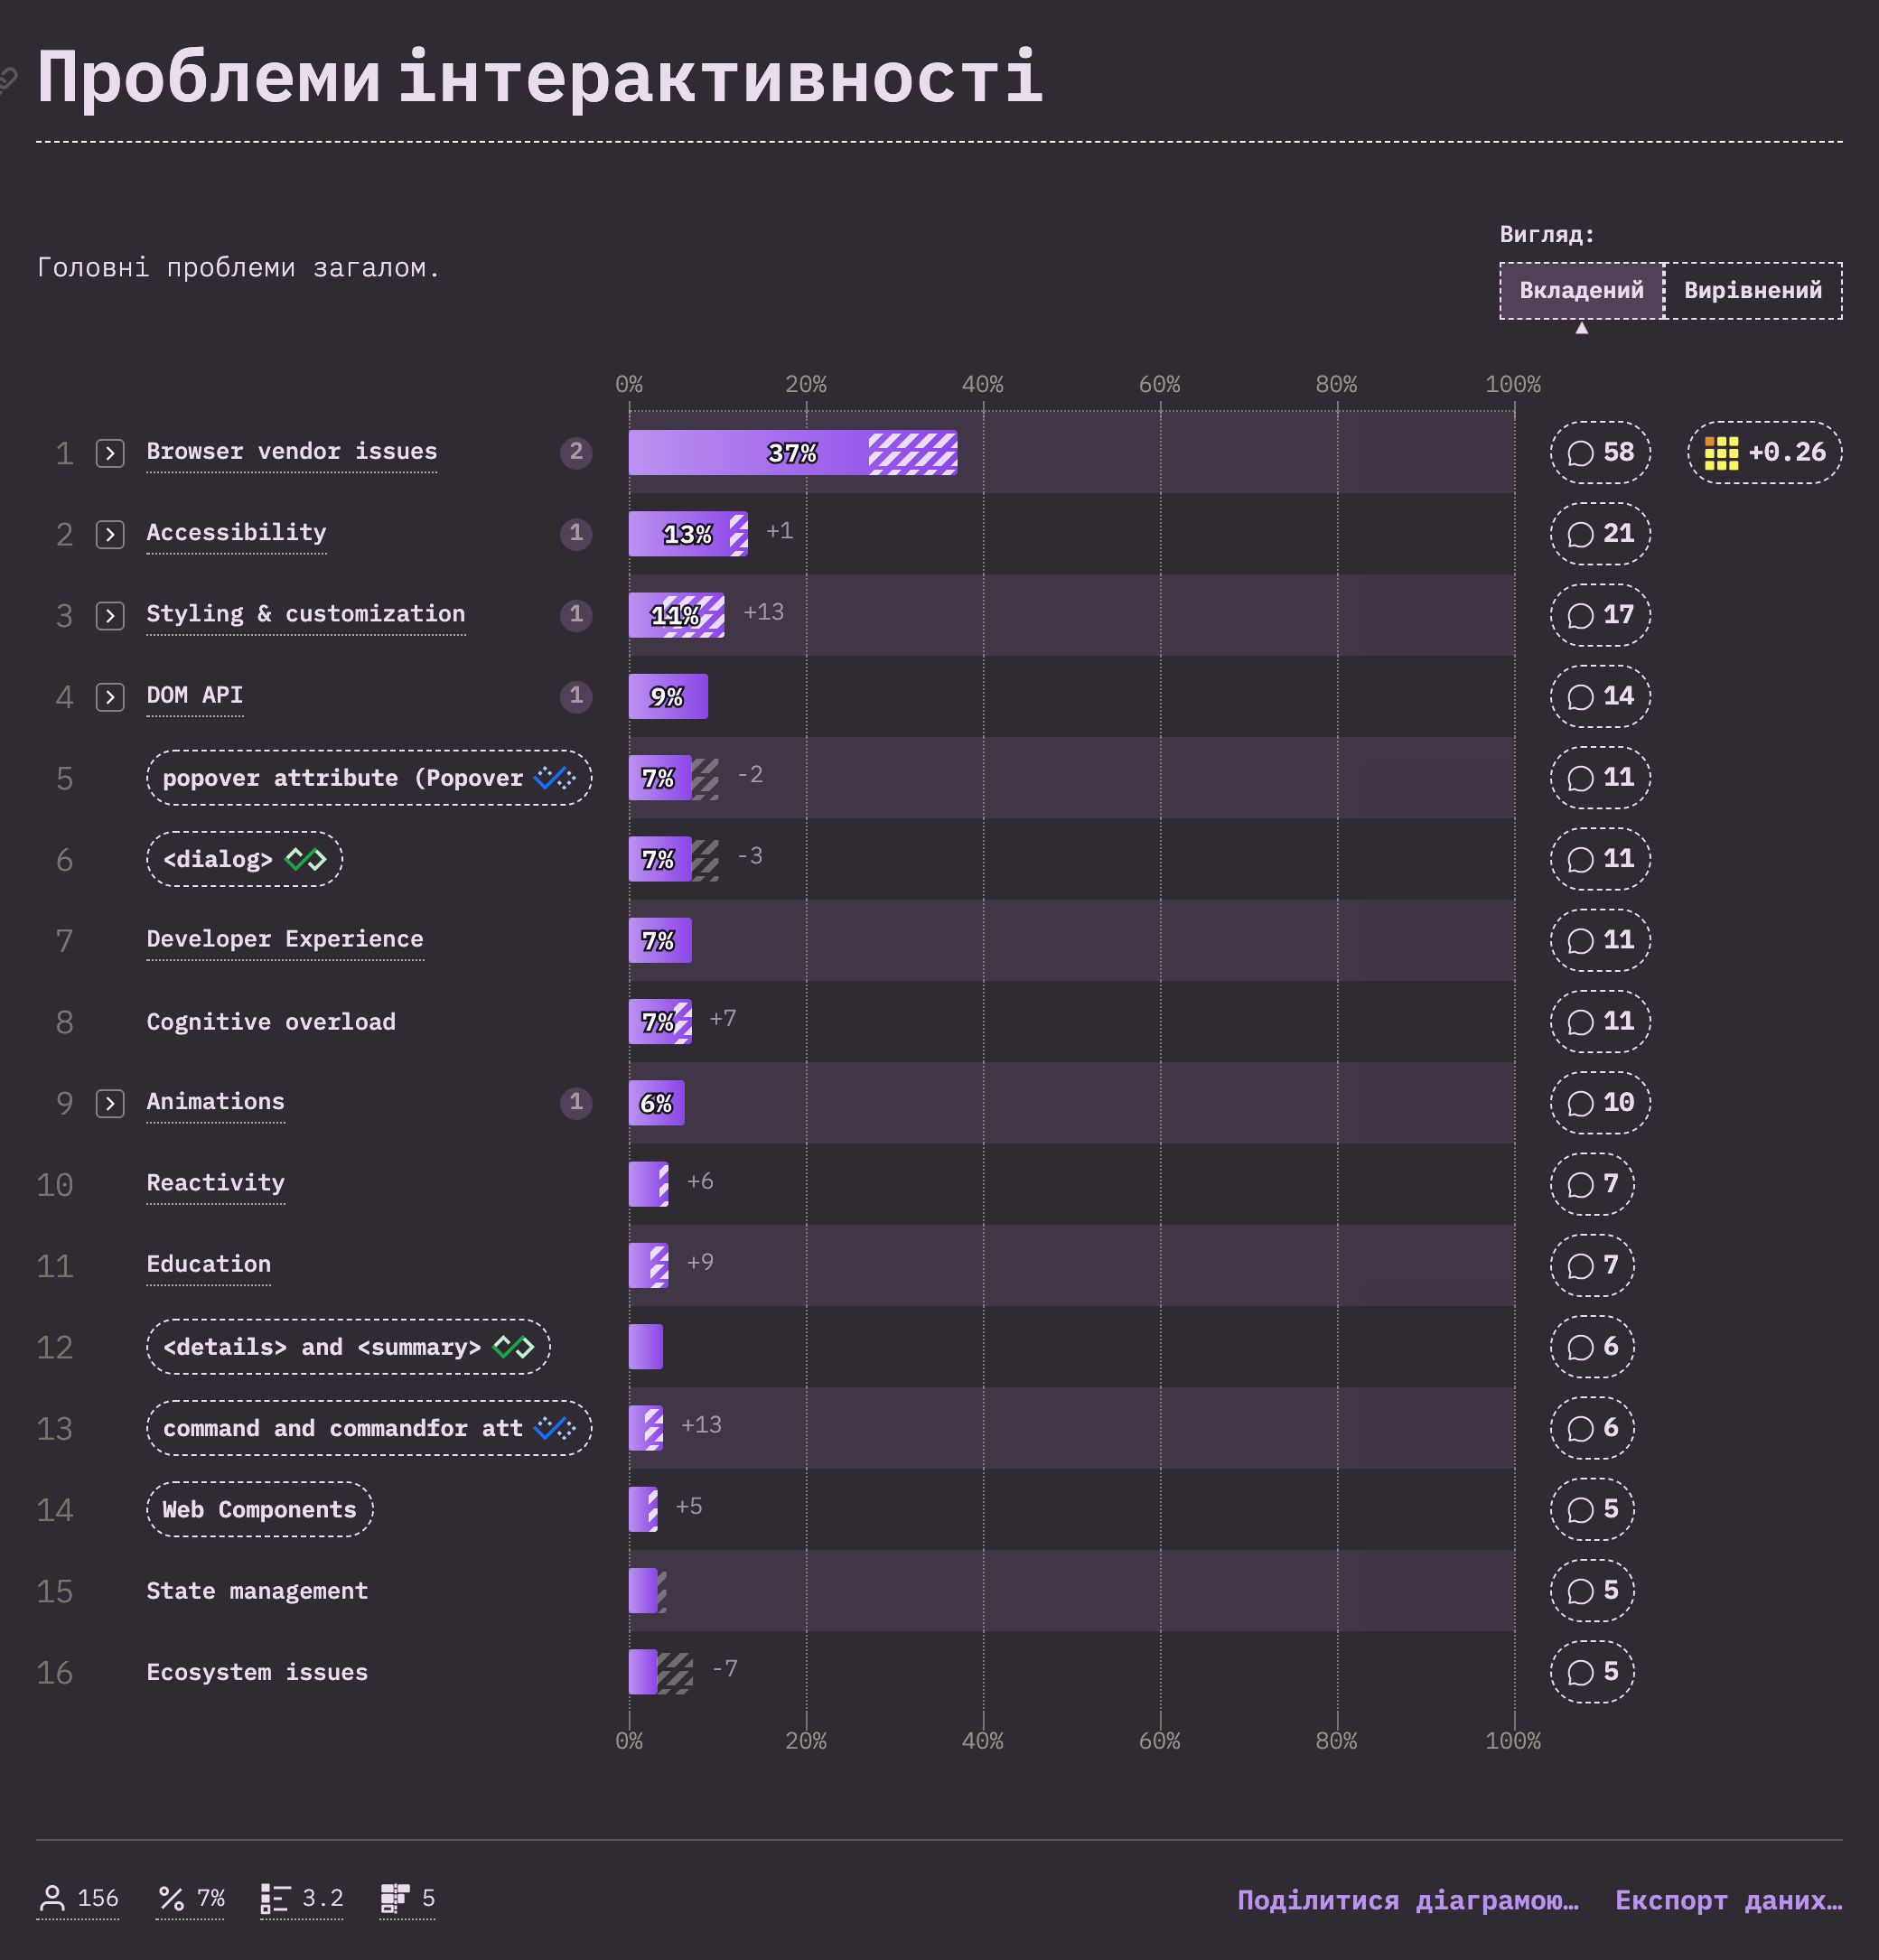 Проблеми інтерактивності
Головні проблеми загалом.
Вигляд:
Вкладений Вирівнений
0% 20% 40% 60% 80% 100%
1 Browser vendor issues 2 37% 58 +0.26
2 Accessibility 1 13% +1 21
3 Styling & customization 1 11% +13 17
4 DOM API 1 9% 14
5 popover attribute (Popover 7% -2 11
6 <dialog> 7% -3 11
7 Developer Experience 7% 11
8 Cognitive overload 7% +7 11
9 Animations 1 6% 10
10 Reactivity +6 7
11 Education +9 7
12 <details> and <summary> 6
13 command and commandfor att +13 6
14 Web Components +5 5
15 State management 5
16 Ecosystem issues -7 5
0% 20% 40% 60% 80% 100%
156 7% 3.2 5 Поділитися діаграмою… Експорт даних…